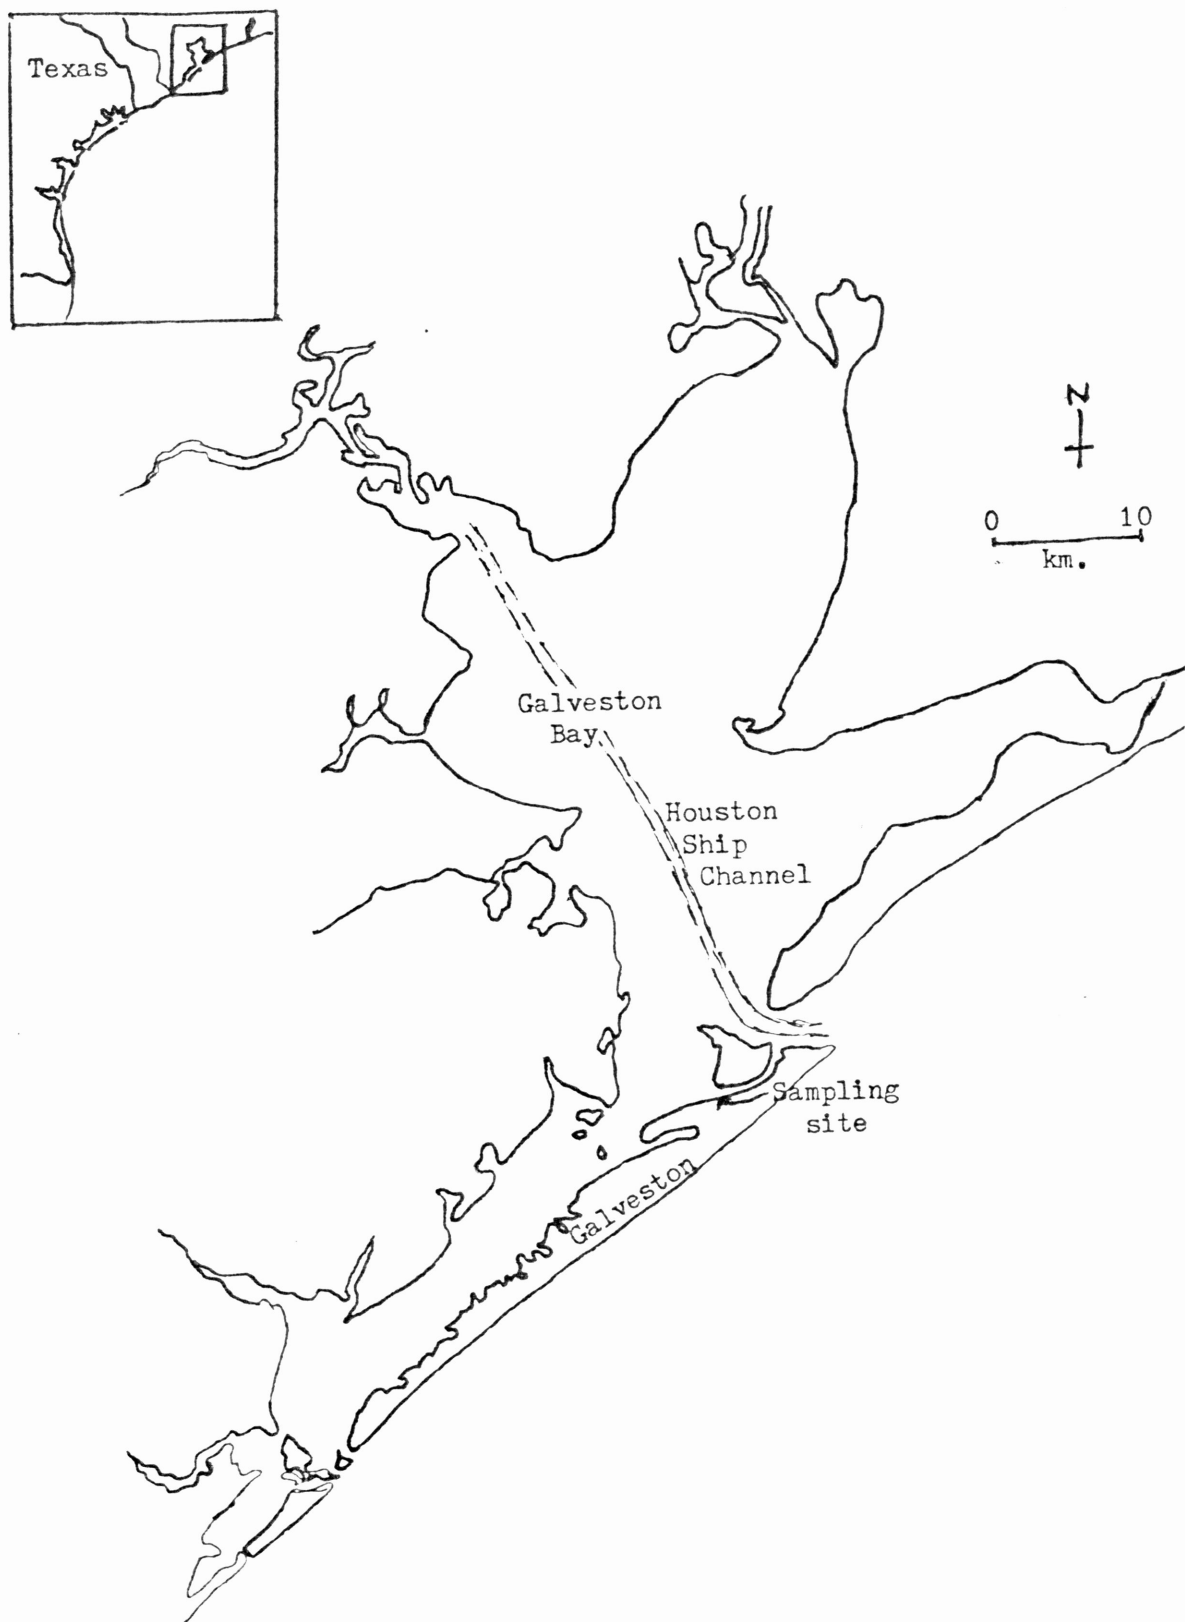 Texas
N
0 10
km.
Galveston
Bay
Houston
Ship
Channel
Sampling
site
Galveston